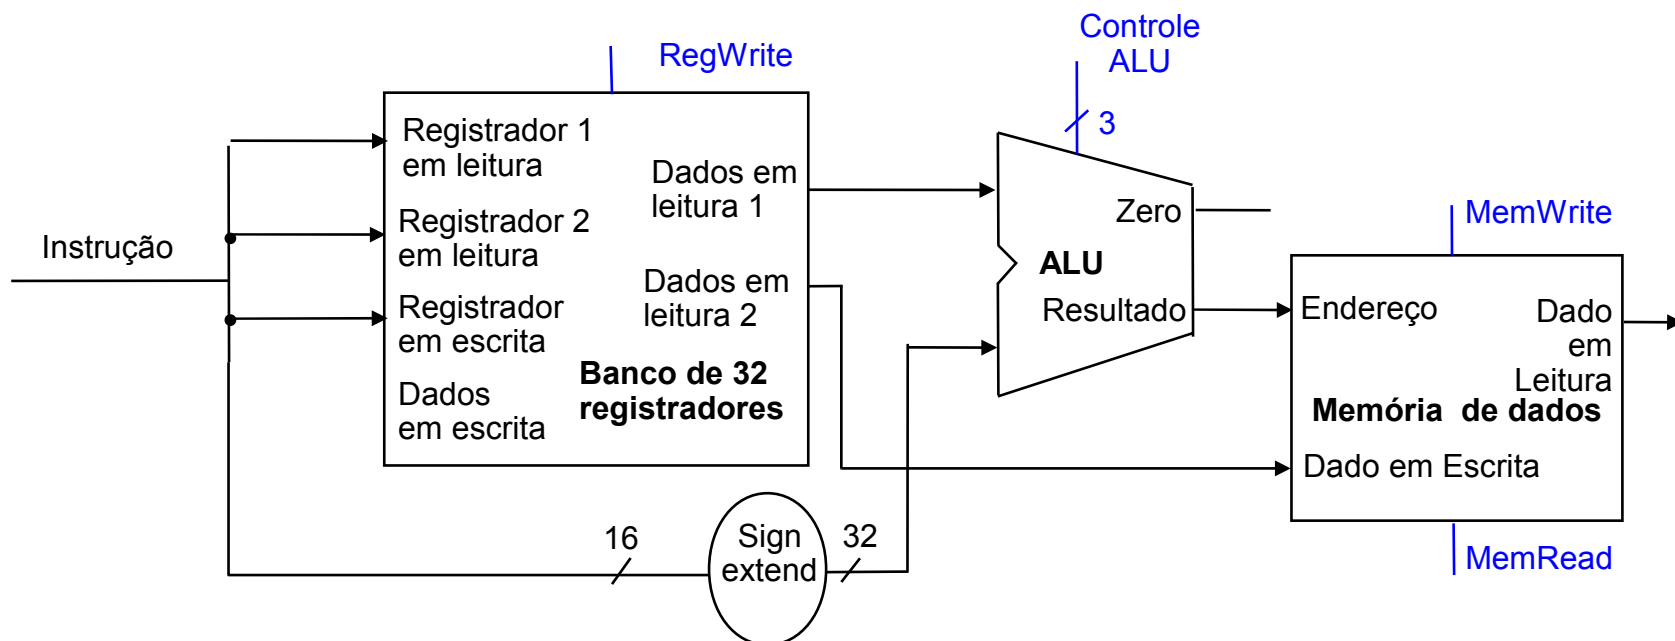 Controle
ALU
RegWrite
3
Registrador 1
em leitura
Dados em
leitura 1
Registrador 2
em leitura
Instrução
Zero
MemWrite
ALU
Dados em
leitura 2
Registrador
em escrita
Resultado
Endereço
Dado
em
Leitura
Banco de 32
registradores
Dados
em escrita
Memória de dados
Dado em Escrita
16
Sign
extend
32
MemRead